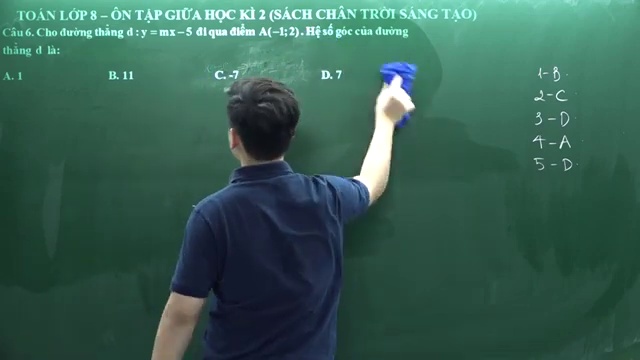 TOÁN LỚP 8 – ÔN TẬP GIỮA HỌC KÌ 2 (SÁCH CHÂN TRỜI SÁNG TẠO)
Câu 6. Cho đường thẳng d : y = mx – 5 đi qua điểm A(–1; 2). Hệ số góc của đường
thẳng d là:
A. 1 B. 11 C. -7 D. 7
1 - B
2 - C
3 - D
4 - A
5 - D